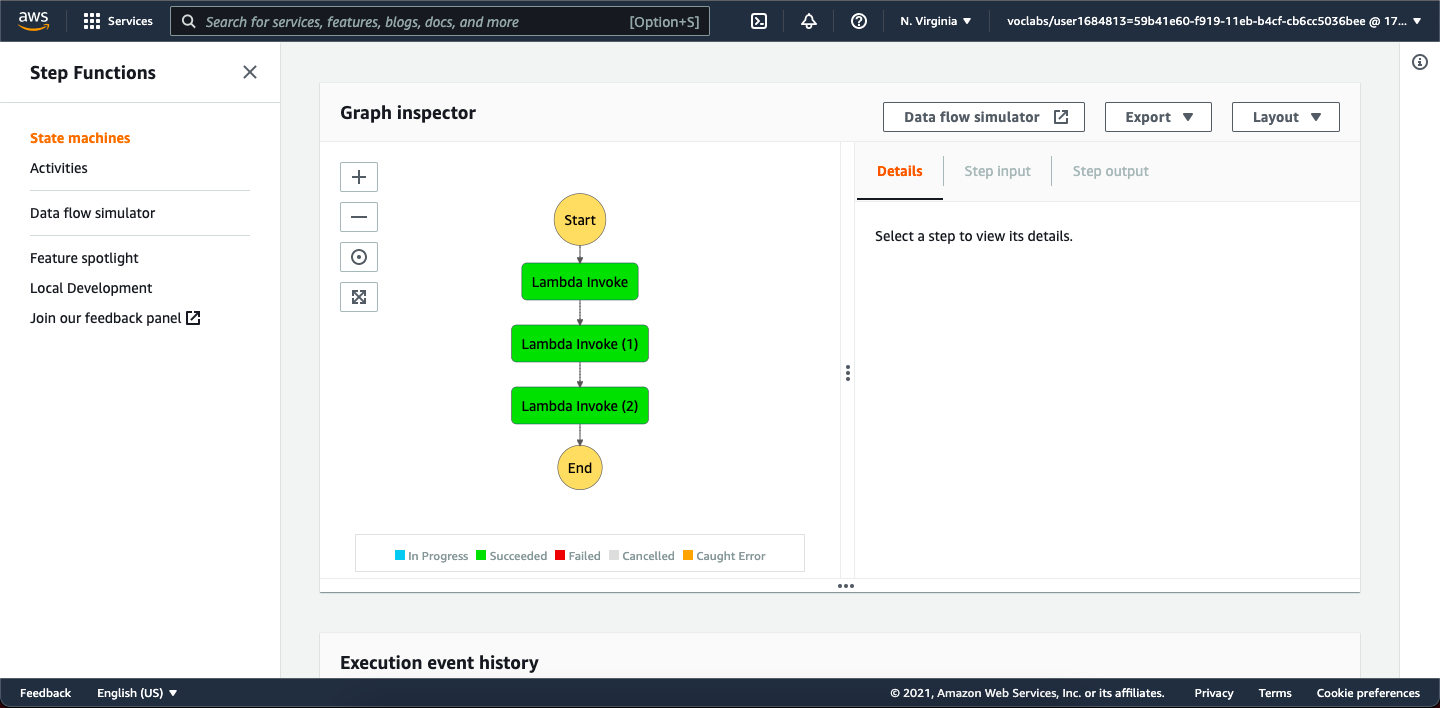 aws
Services
Search for services, features, blogs, docs, and more
[Option+S]
N. Virginia
voclabs/user1684813=59b41e60-f919-11eb-b4cf-cb6cc5036bee @ 17...
Step Functions
State machines
Activities
Data flow simulator
Feature spotlight
Local Development
Join our feedback panel
Graph inspector
Data flow simulator
Export
Layout
Start
Lambda Invoke
Lambda Invoke (1)
Lambda Invoke (2)
End
In Progress
Succeeded
Failed
Cancelled
Caught Error
Details
Step input
Step output
Select a step to view its details.
Execution event history
Feedback
English (US)
© 2021, Amazon Web Services, Inc. or its affiliates.
Privacy
Terms
Cookie preferences